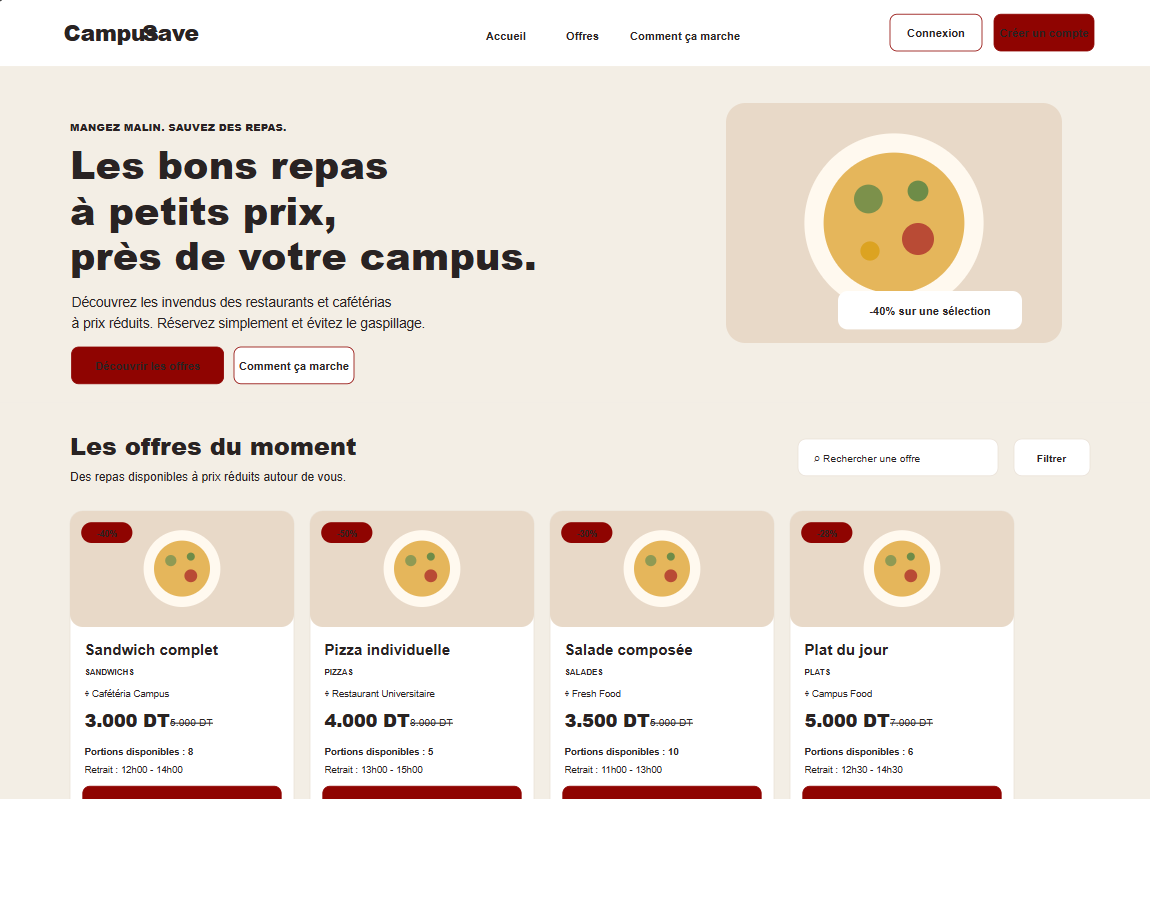 CampusSave
Accueil
Offres
Comment ça marche
Connexion
Créer un compte
MANGEZ MALIN. SAUVEZ DES REPAS.
Les bons repas
à petits prix,
près de votre campus.
Découvrez les invendus des restaurants et cafétérias
à prix réduits. Réservez simplement et évitez le gaspillage.
Découvrir les offres
Comment ça marche
-40% sur une sélection
Les offres du moment
Des repas disponibles à prix réduits autour de vous.
⌕ Rechercher une offre
Filtrer
-40%
Sandwich complet
SANDWICHS
⌖ Cafétéria Campus
3.000 DT 5.000 DT
Portions disponibles : 8
Retrait : 12h00 - 14h00
-50%
Pizza individuelle
PIZZAS
⌖ Restaurant Universitaire
4.000 DT 8.000 DT
Portions disponibles : 5
Retrait : 13h00 - 15h00
-30%
Salade composée
SALADES
⌖ Fresh Food
3.500 DT 5.000 DT
Portions disponibles : 10
Retrait : 11h00 - 13h00
Plat du jour
PLATS
⌖ Campus Food
5.000 DT 7.000 DT
Portions disponibles : 6
Retrait : 12h30 - 14h30